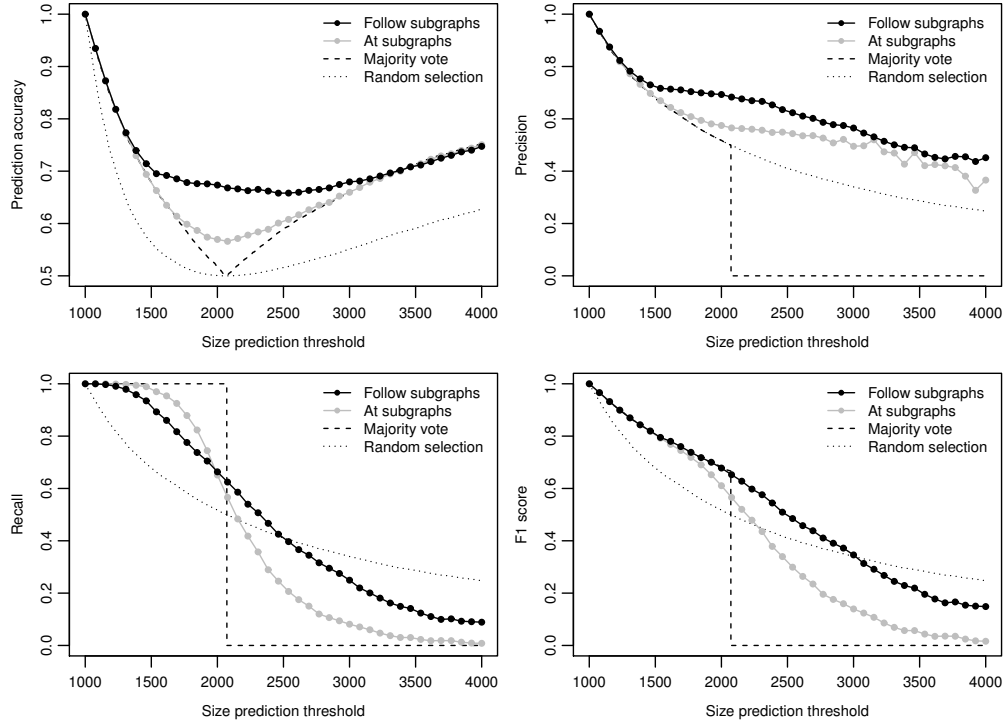 Prediction accuracy
1.0
0.9
0.8
0.7
0.6
0.5
1000 1500 2000 2500 3000 3500 4000
Size prediction threshold
Follow subgraphs
At subgraphs
Majority vote
Random selection
Precision
1.0
0.8
0.6
0.4
0.2
0.0
1000 1500 2000 2500 3000 3500 4000
Size prediction threshold
Follow subgraphs
At subgraphs
Majority vote
Random selection
Recall
1.0
0.8
0.6
0.4
0.2
0.0
1000 1500 2000 2500 3000 3500 4000
Size prediction threshold
Follow subgraphs
At subgraphs
Majority vote
Random selection
F1 score
1.0
0.8
0.6
0.4
0.2
0.0
1000 1500 2000 2500 3000 3500 4000
Size prediction threshold
Follow subgraphs
At subgraphs
Majority vote
Random selection